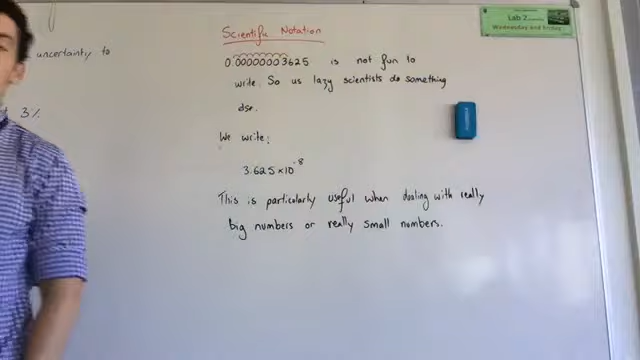 uncertainty to
3%
Scientific Notation
0.00000003625 is not fun to
write. So us lazy scientists do something
else.
We write:
3.625×10⁻⁸
This is particularly useful when dealing with really
big numbers or really small numbers.
Lab 2
Wednesday and Friday